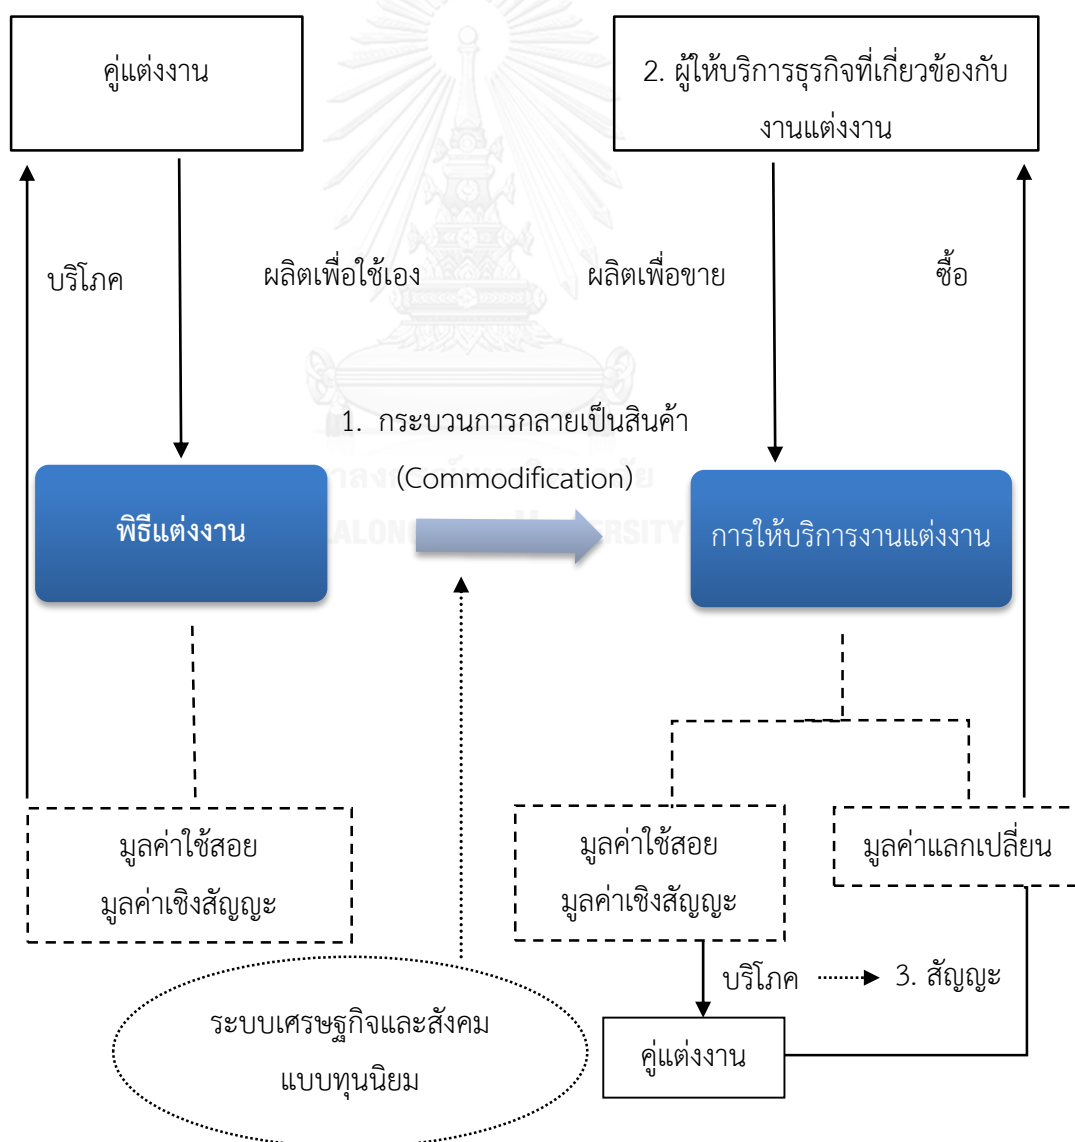 คู่แต่งงาน
2. ผู้ให้บริการธุรกิจที่เกี่ยวข้องกับ
งานแต่งงาน
บริโภค
ผลิตเพื่อใช้เอง
ผลิตเพื่อขาย
ซื้อ
1. กระบวนการกลายเป็นสินค้า
(Commodification)
พิธีแต่งงาน
การให้บริการงานแต่งงาน
มูลค่าใช้สอย
มูลค่าเชิงสัญญะ
มูลค่าใช้สอย
มูลค่าเชิงสัญญะ
มูลค่าแลกเปลี่ยน
บริโภค
3. สัญญะ
ระบบเศรษฐกิจและสังคม
แบบทุนนิยม
คู่แต่งงาน